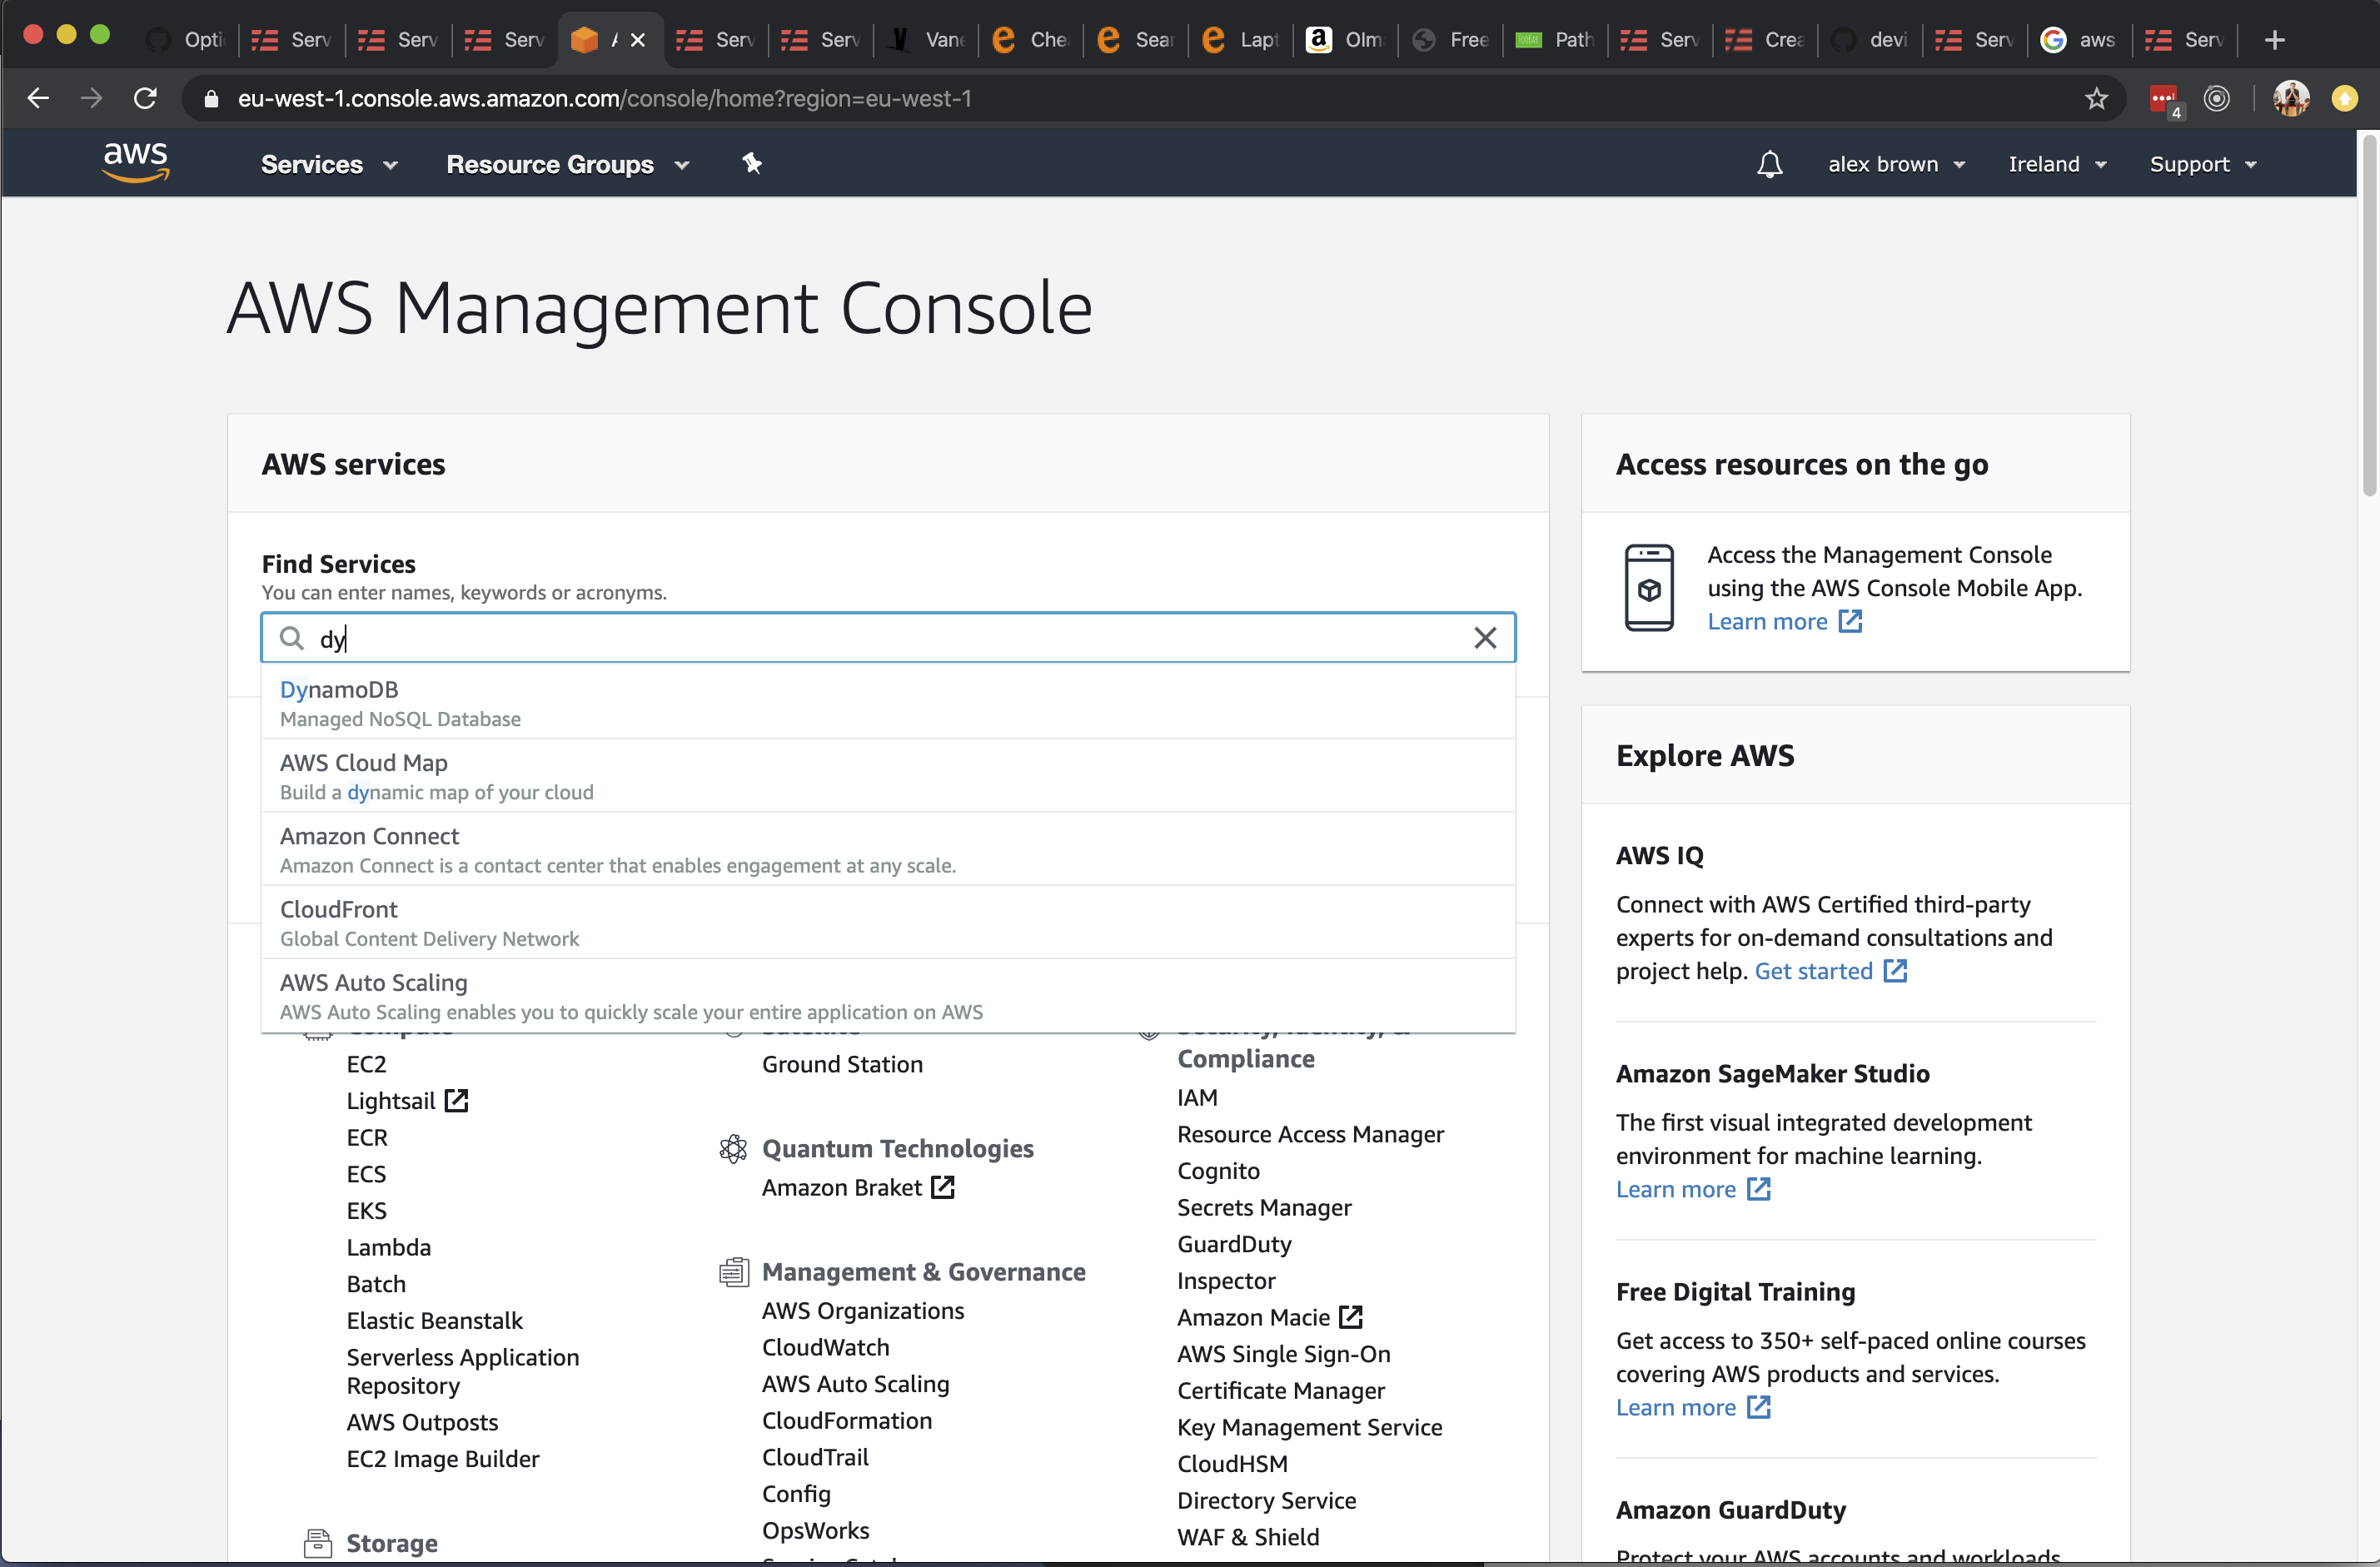 Opti
Serv
Serv
Serv
Serv
Serv
Vane
Che
Sear
Lapt
Olm
Free
Path
Serv
Crea
devi
Serv
aws
Serv
eu-west-1.console.aws.amazon.com/console/home?region=eu-west-1
4
aws
Services
Resource Groups
alex brown
Ireland
Support
AWS Management Console
AWS services
Find Services
You can enter names, keywords or acronyms.
dy
DynamoDB
Managed NoSQL Database
AWS Cloud Map
Build a dynamic map of your cloud
Amazon Connect
Amazon Connect is a contact center that enables engagement at any scale.
CloudFront
Global Content Delivery Network
AWS Auto Scaling
AWS Auto Scaling enables you to quickly scale your entire application on AWS
EC2
Lightsail
ECR
ECS
EKS
Lambda
Batch
Elastic Beanstalk
Serverless Application
Repository
AWS Outposts
EC2 Image Builder
Storage
Ground Station
Quantum Technologies
Amazon Braket
Management & Governance
AWS Organizations
CloudWatch
AWS Auto Scaling
CloudFormation
CloudTrail
Config
OpsWorks
Compliance
IAM
Resource Access Manager
Cognito
Secrets Manager
GuardDuty
Inspector
Amazon Macie
AWS Single Sign-On
Certificate Manager
Key Management Service
CloudHSM
Directory Service
WAF & Shield
Access resources on the go
Access the Management Console
using the AWS Console Mobile App.
Learn more
Explore AWS
AWS IQ
Connect with AWS Certified third-party
experts for on-demand consultations and
project help. Get started
Amazon SageMaker Studio
The first visual integrated development
environment for machine learning.
Learn more
Free Digital Training
Get access to 350+ self-paced online courses
covering AWS products and services.
Learn more
Amazon GuardDuty
Protect your AWS accounts and workloads